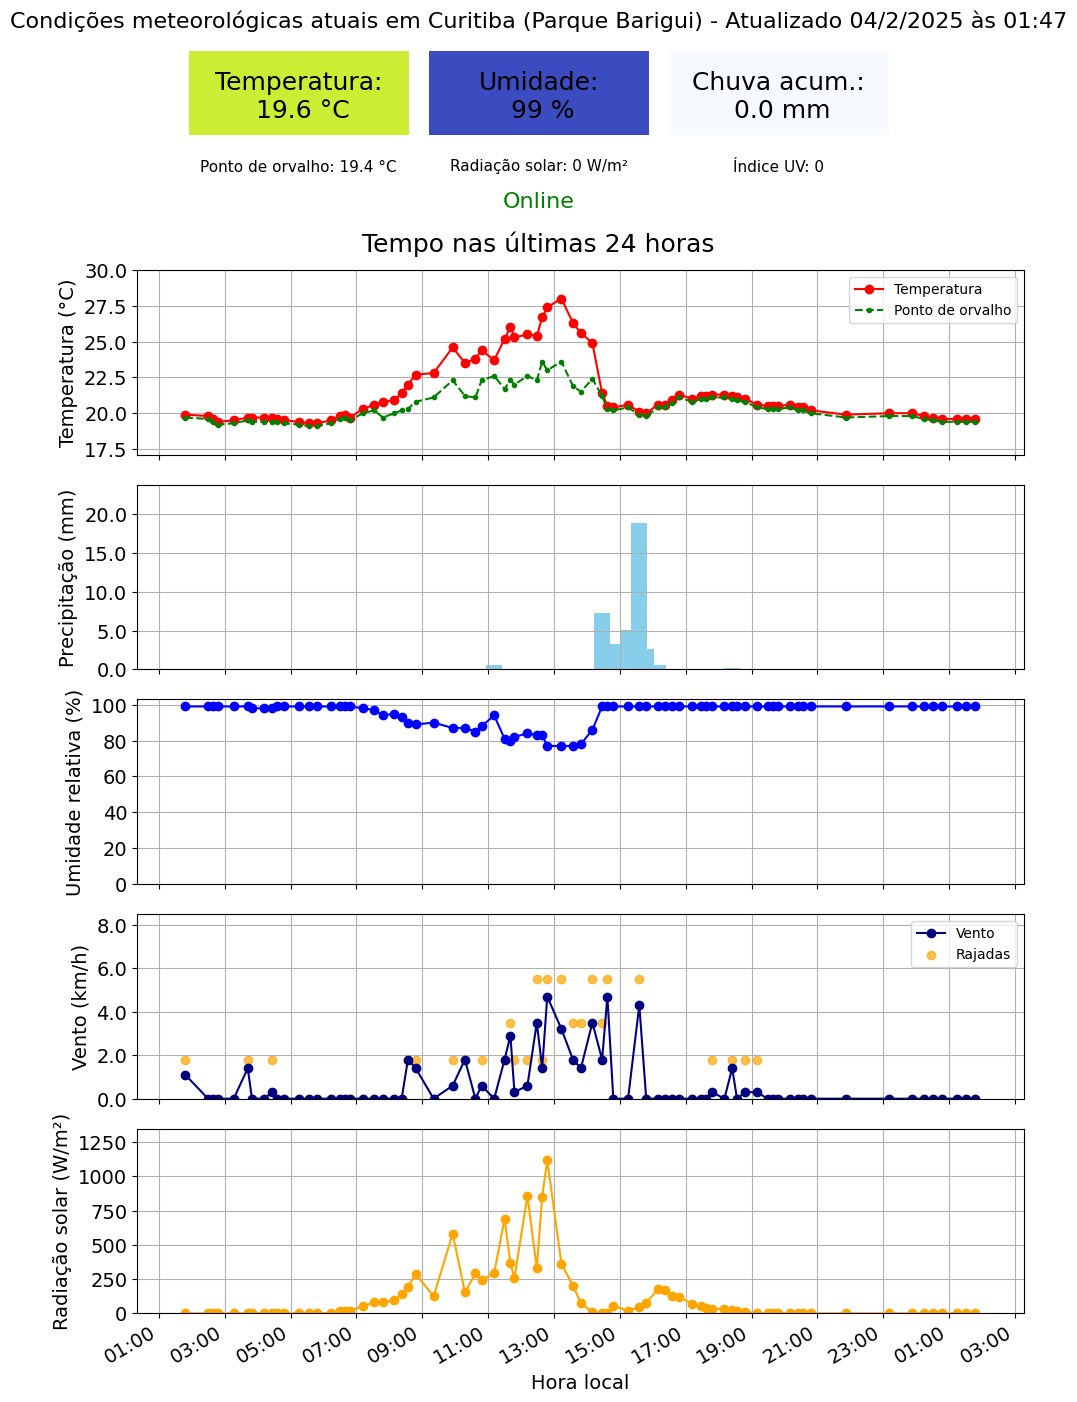 Condições meteorológicas atuais em Curitiba (Parque Barigui) - Atualizado 04/2/2025 às 01:47
Temperatura:
19.6 °C
Umidade:
99 %
Chuva acum.:
0.0 mm
Ponto de orvalho: 19.4 °C
Radiação solar: 0 W/m²
Índice UV: 0
Online
Tempo nas últimas 24 horas
Temperatura (°C)
30.0
27.5
25.0
22.5
20.0
17.5
Temperatura
Ponto de orvalho
Precipitação (mm)
20.0
15.0
10.0
5.0
0.0
Umidade relativa (%)
100
80
60
40
20
0
Vento (km/h)
8.0
6.0
4.0
2.0
0.0
Vento
Rajadas
Radiação solar (W/m²)
1250
1000
750
500
250
0
01:00
03:00
05:00
07:00
09:00
11:00
13:00
15:00
17:00
19:00
21:00
23:00
01:00
03:00
Hora local